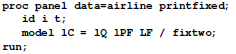 proc panel data=airline printfixed;
id i t;
model lC = lQ lPF LF / fixtwo;
run;